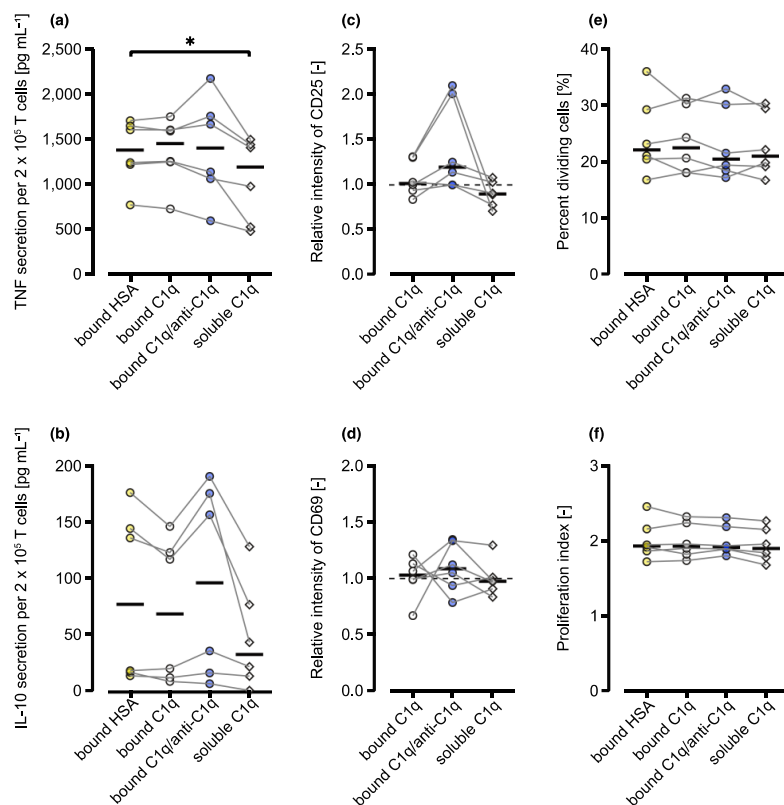 (a)
TNF secretion per 2 x 10⁵ T cells [pg mL⁻¹]
2,500
2,000
1,500
1,000
500
0
*
bound HSA
bound C1q
bound C1q/anti-C1q
soluble C1q
(c)
Relative intensity of CD25 [-]
2.5
2.0
1.5
1.0
0.5
0.0
bound C1q
bound C1q/anti-C1q
soluble C1q
(e)
Percent dividing cells [%]
40
30
20
10
0
bound HSA
bound C1q
bound C1q/anti-C1q
soluble C1q
(b)
IL-10 secretion per 2 x 10⁵ T cells [pg mL⁻¹]
200
150
100
50
0
bound HSA
bound C1q
bound C1q/anti-C1q
soluble C1q
(d)
Relative intensity of CD69 [-]
2.0
1.5
1.0
0.5
0.0
bound C1q
bound C1q/anti-C1q
soluble C1q
(f)
Proliferation index [-]
3
2
1
0
bound HSA
bound C1q
bound C1q/anti-C1q
soluble C1q